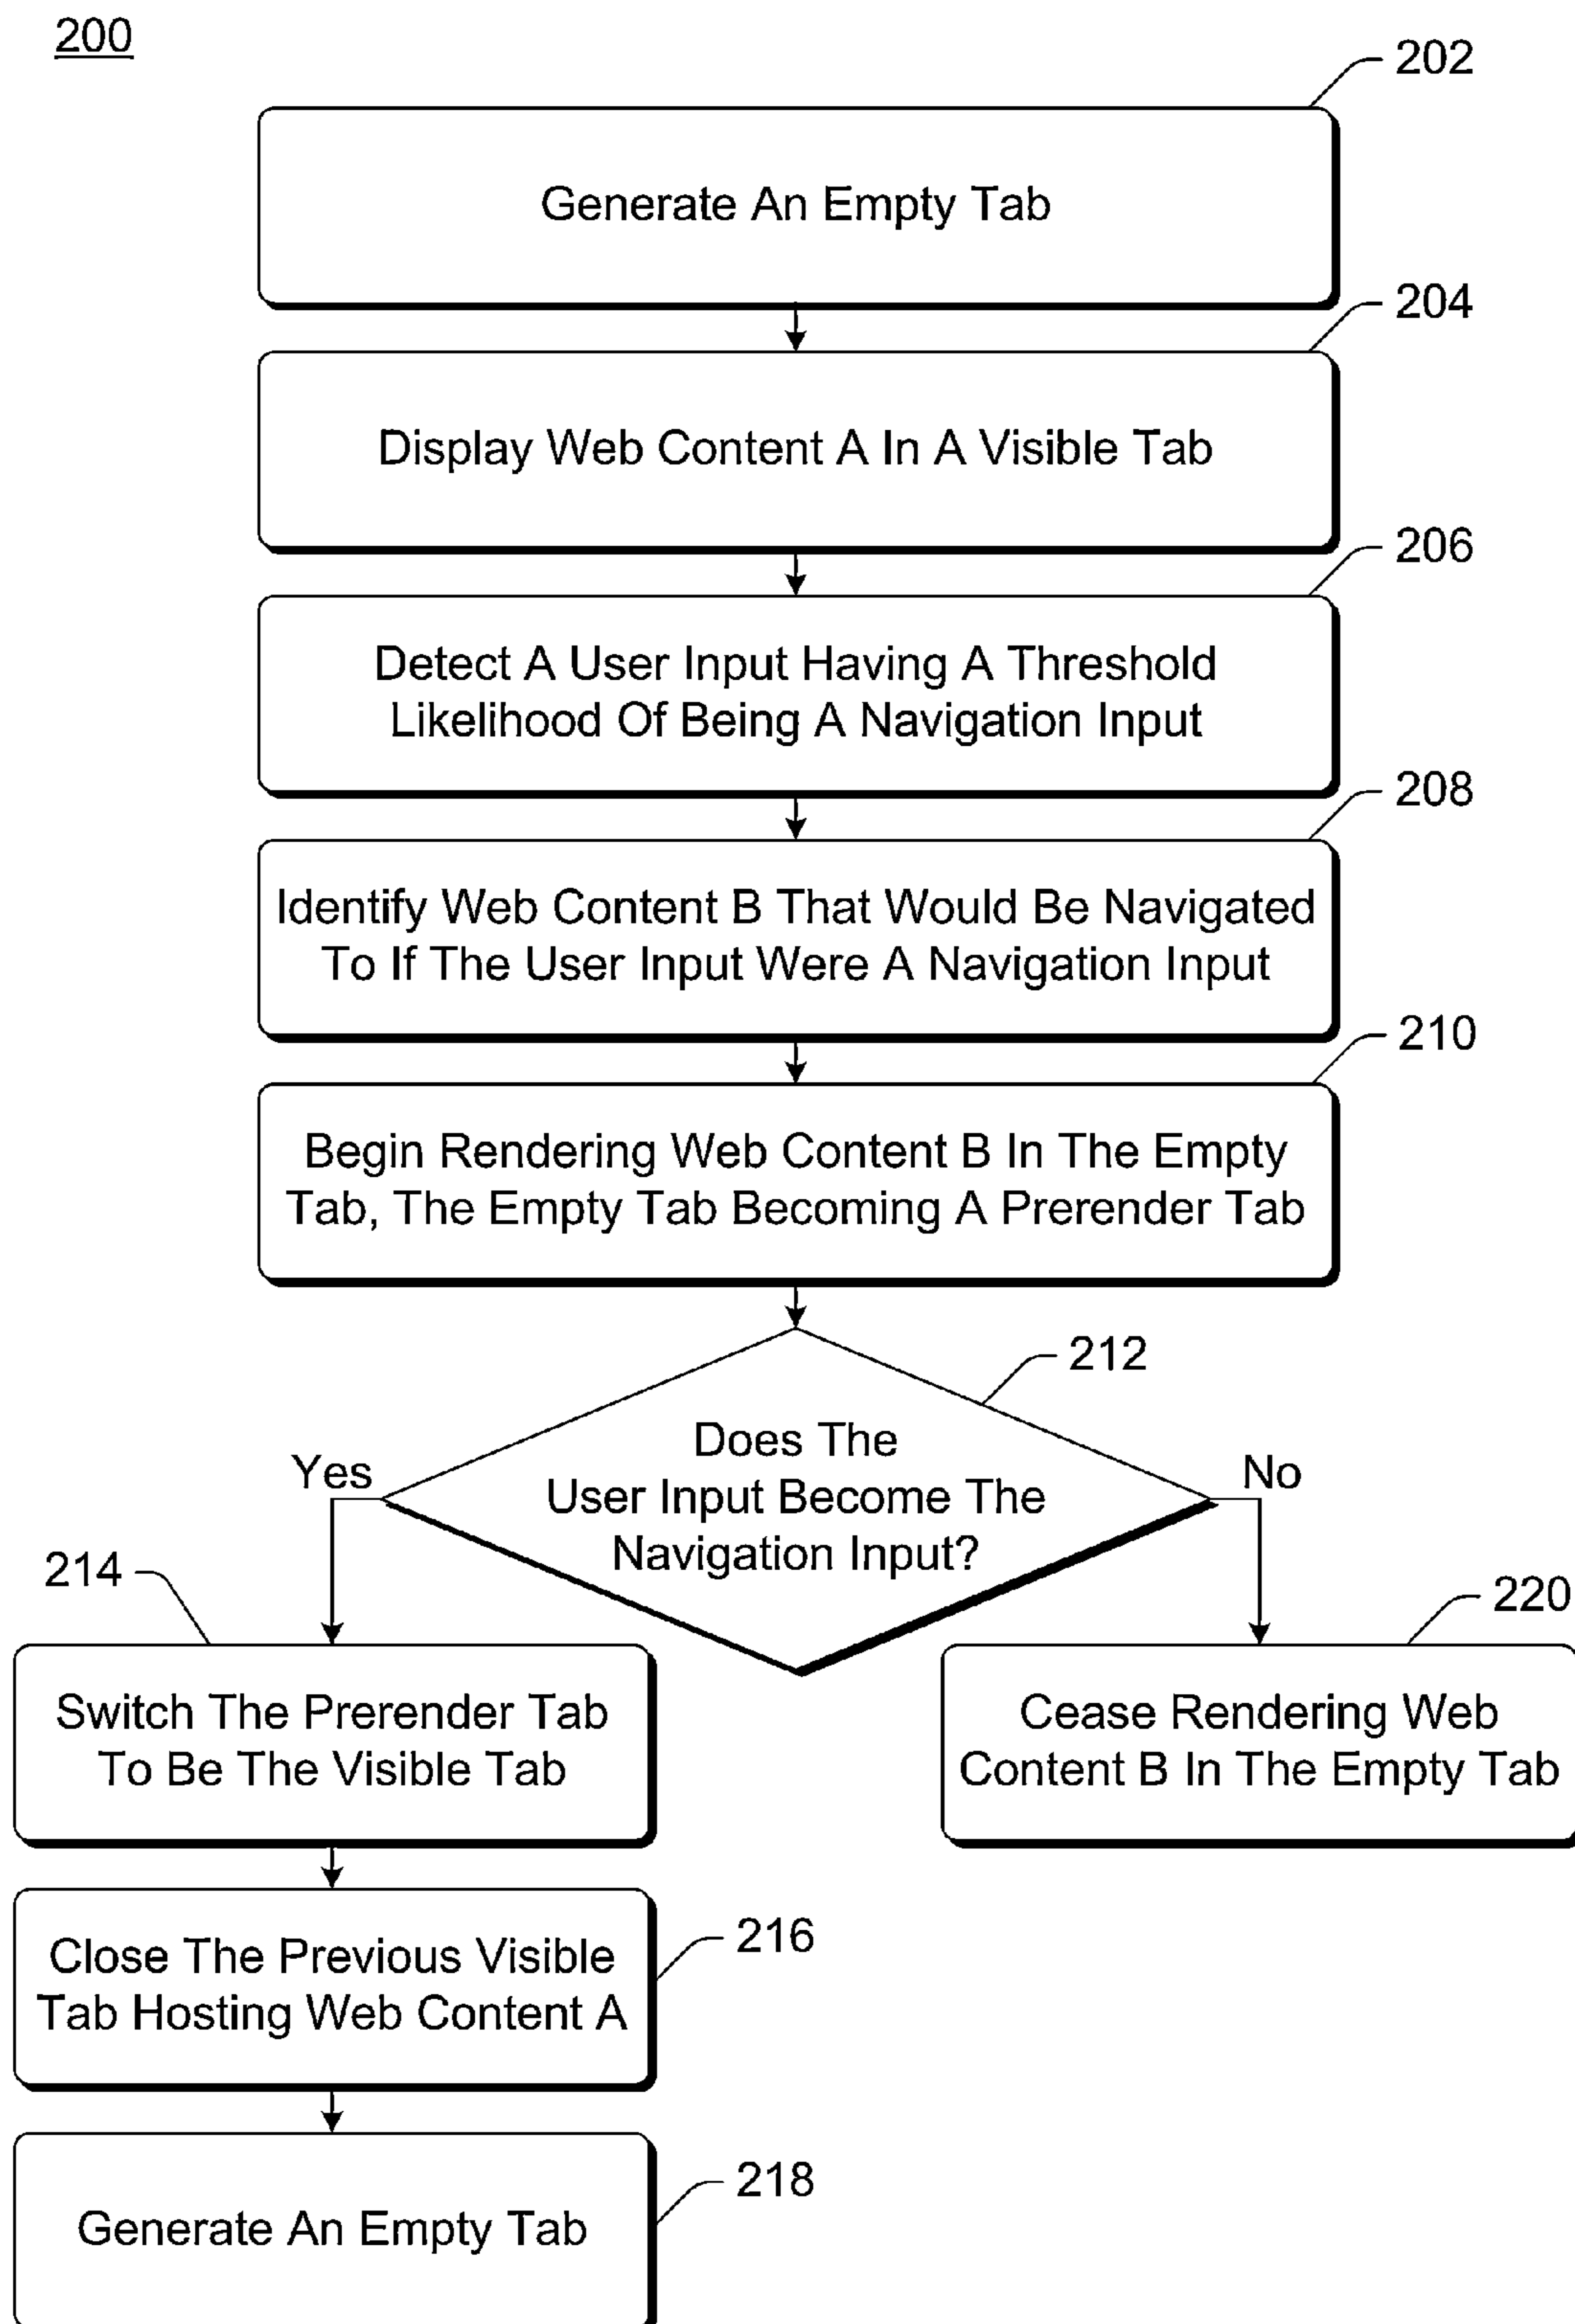 200
202
Generate An Empty Tab
204
Display Web Content A In A Visible Tab
206
Detect A User Input Having A Threshold
Likelihood Of Being A Navigation Input
208
Identify Web Content B That Would Be Navigated
To If The User Input Were A Navigation Input
210
Begin Rendering Web Content B In The Empty
Tab, The Empty Tab Becoming A Prerender Tab
212
Does The
User Input Become The
Navigation Input?
Yes
No
214
Switch The Prerender Tab
To Be The Visible Tab
220
Cease Rendering Web
Content B In The Empty Tab
216
Close The Previous Visible
Tab Hosting Web Content A
218
Generate An Empty Tab